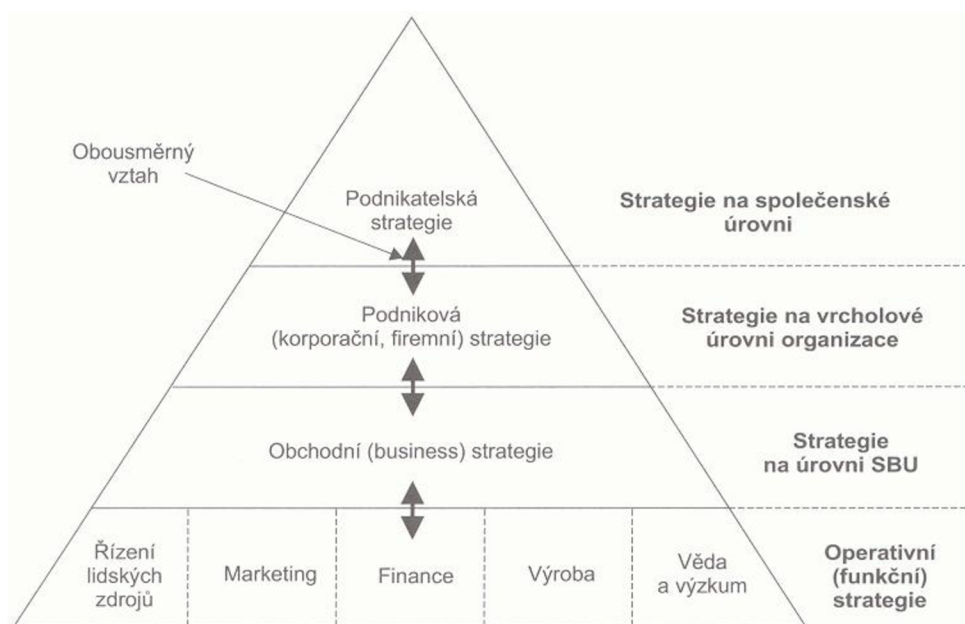 Obousměrný
vztah
Podnikatelská
strategie
Strategie na společenské
úrovni
Podniková
(korporační, firemní) strategie
Strategie na vrcholové
úrovni organizace
Obchodní (business) strategie
Strategie
na úrovni SBU
Řízení
lidských
zdrojů
Marketing
Finance
Výroba
Věda
a výzkum
Operativní
(funkční)
strategie